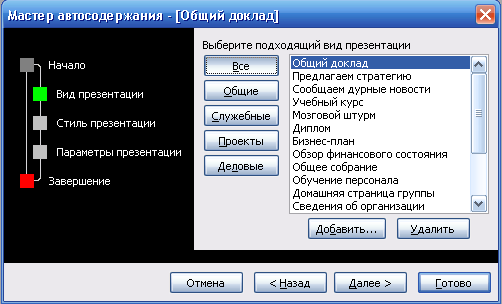 Мастер автосодержания - [Общий доклад]
Начало
Вид презентации
Стиль презентации
Параметры презентации
Завершение
Выберите подходящий вид презентации
Все
Общие
Служебные
Проекты
Деловые
Общий доклад
Предлагаем стратегию
Сообщаем дурные новости
Учебный курс
Мозговой штурм
Диплом
Бизнес-план
Обзор финансового состояния
Общее собрание
Обучение персонала
Домашняя страница группы
Сведения об организации
Добавить... Удалить
Отмена < Назад Далее > Готово